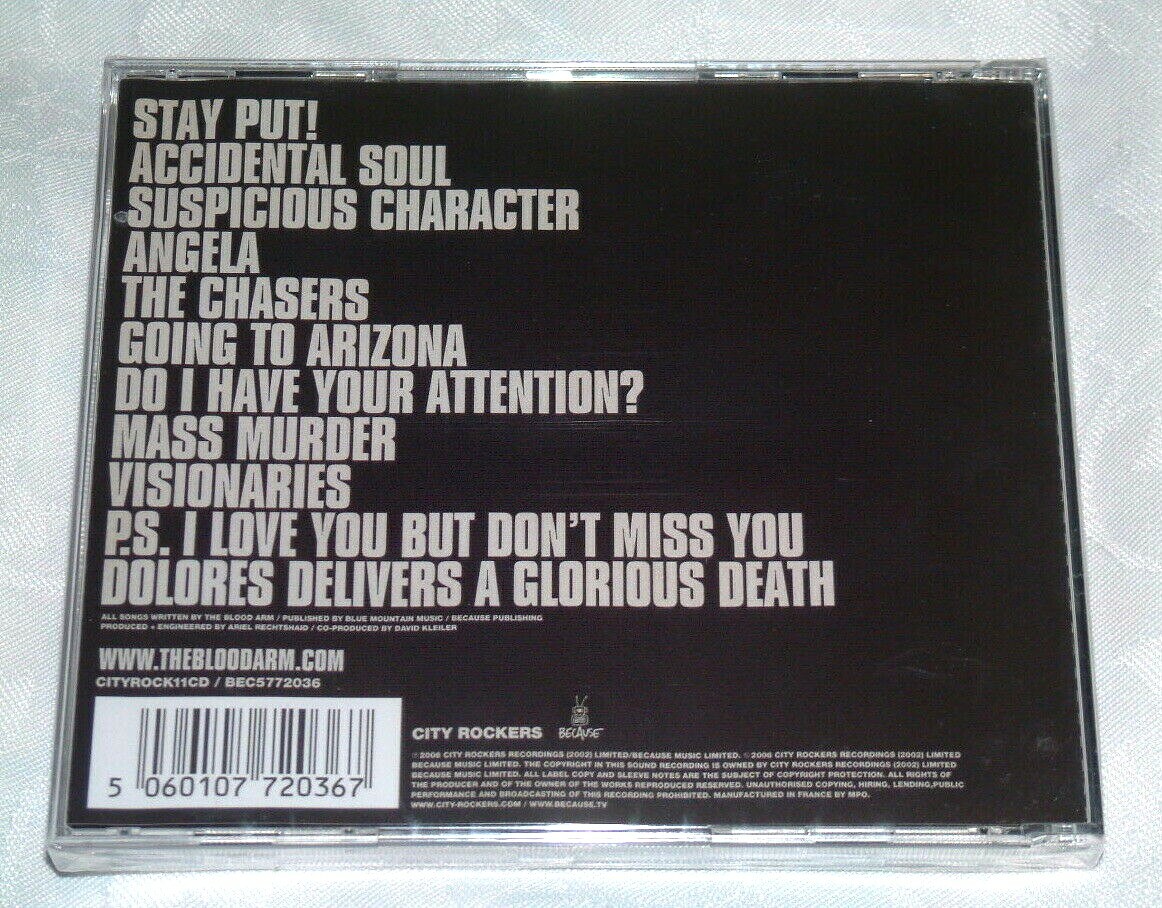 STAY PUT!
ACCIDENTAL SOUL
SUSPICIOUS CHARACTER
ANGELA
THE CHASERS
GOING TO ARIZONA
DO I HAVE YOUR ATTENTION?
MASS MURDER
VISIONARIES
P.S. I LOVE YOU BUT DON'T MISS YOU
DOLORES DELIVERS A GLORIOUS DEATH
ALL SONGS WRITTEN BY THE BLOOD ARM / PUBLISHED BY BLUE MOUNTAIN MUSIC / BECAUSE PUBLISHING
PRODUCED + ENGINEERED BY ARIEL RECHTSHAID / CO-PRODUCED BY DAVID KLEILER
WWW.THEBLOODARM.COM
CITYROCK11CD / BEC5772036
5 060107 720367
CITY ROCKERS BECAUSE
℗ 2006 CITY ROCKERS RECORDINGS (2002) LIMITED/BECAUSE MUSIC LIMITED. © 2006 CITY ROCKERS RECORDINGS (2002) LIMITED
BECAUSE MUSIC LIMITED. THE COPYRIGHT IN THIS SOUND RECORDING IS OWNED BY CITY ROCKERS RECORDINGS (2002) LIMITED
BECAUSE MUSIC LIMITED. ALL LABEL COPY AND SLEEVE NOTES ARE THE SUBJECT OF COPYRIGHT PROTECTION. ALL RIGHTS OF
THE PRODUCER AND OF THE OWNER OF THE WORKS REPRODUCED RESERVED. UNAUTHORISED COPYING, HIRING, LENDING,PUBLIC
PERFORMANCE AND BROADCASTING OF THIS RECORDING PROHIBITED. MANUFACTURED IN FRANCE BY MPO.
WWW.CITY-ROCKERS.COM / WWW.BECAUSE.TV